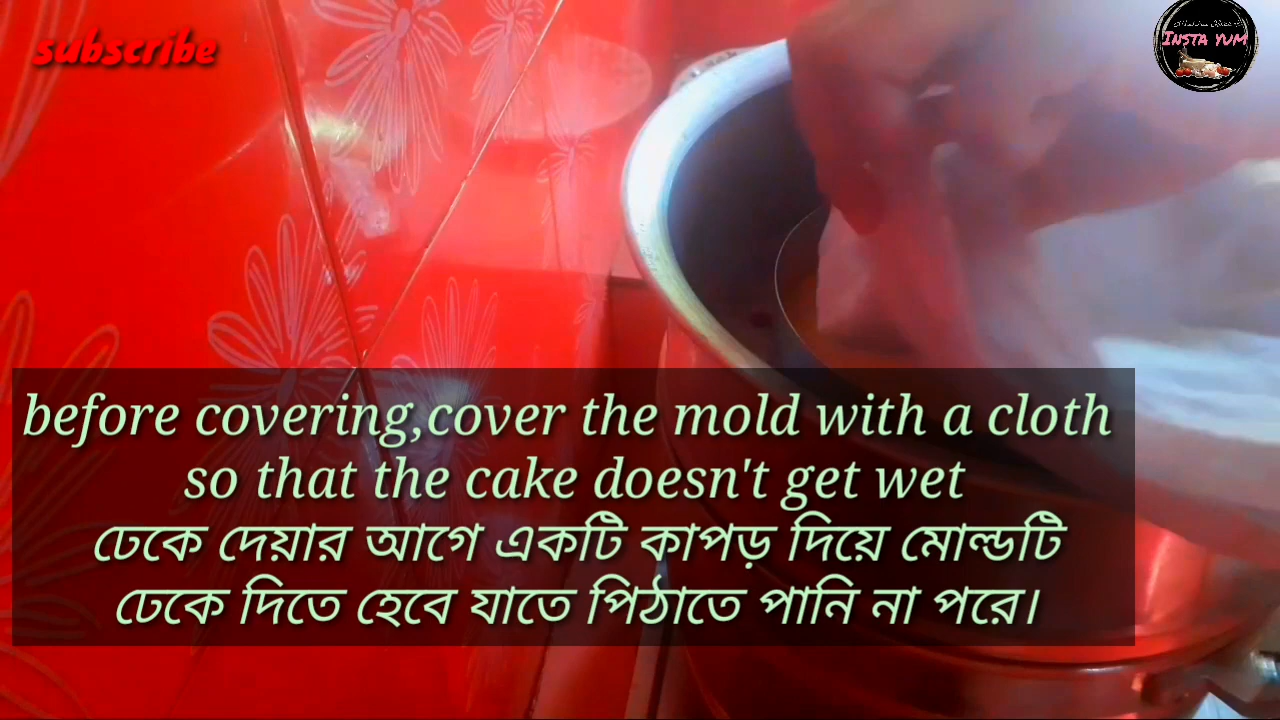 subscribe
INSTA YUM
before covering,cover the mold with a cloth
so that the cake doesn't get wet
ঢেকে দেয়ার আগে একটি কাপড় দিয়ে মোল্ডটি
ঢেকে দিতে হেবে যাতে পিঠাতে পানি না পরে।